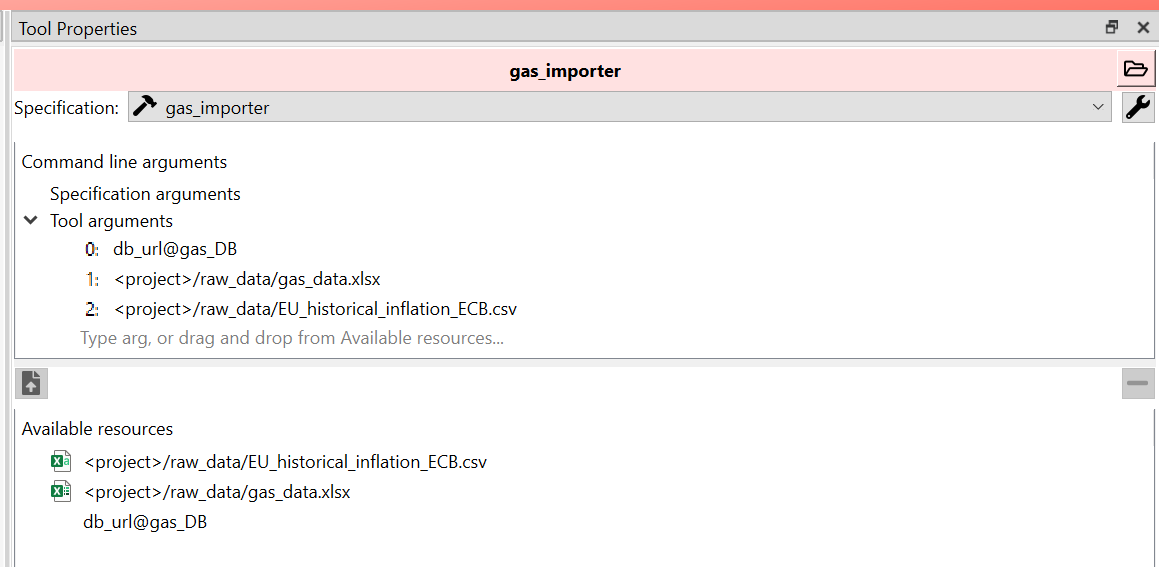 Tool Properties
gas_importer
Specification: gas_importer
Command line arguments
Specification arguments
Tool arguments
0: db_url@gas_DB
1: <project>/raw_data/gas_data.xlsx
2: <project>/raw_data/EU_historical_inflation_ECB.csv
Type arg, or drag and drop from Available resources...
Available resources
<project>/raw_data/EU_historical_inflation_ECB.csv
<project>/raw_data/gas_data.xlsx
db_url@gas_DB